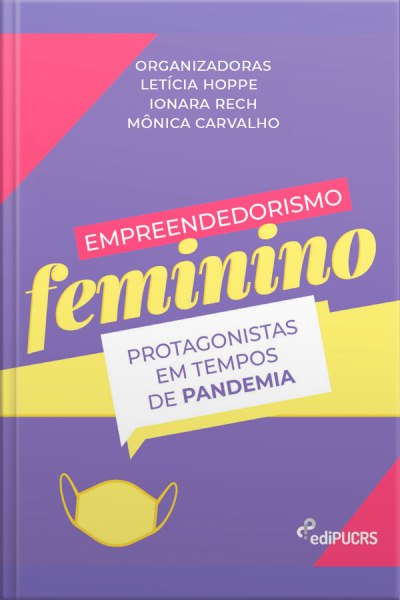 ORGANIZADORAS
LETÍCIA HOPPE
IONARA RECH
MÔNICA CARVALHO
EMPREENDEDORISMO
feminino
PROTAGONISTAS
EM TEMPOS
DE PANDEMIA
ediPUCRS